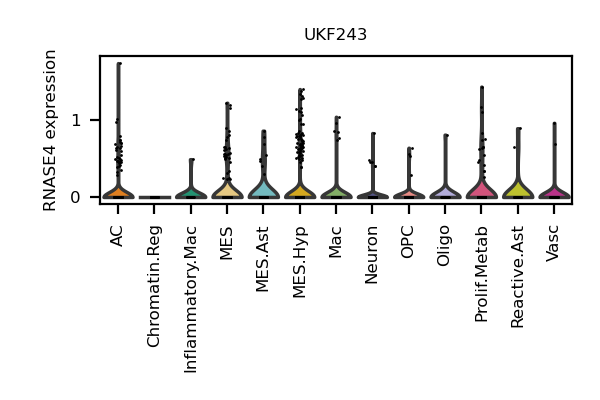 UKF243
RNASE4 expression
1
0
AC
Chromatin.Reg
Inflammatory.Mac
MES
MES.Ast
MES.Hyp
Mac
Neuron
OPC
Oligo
Prolif.Metab
Reactive.Ast
Vasc